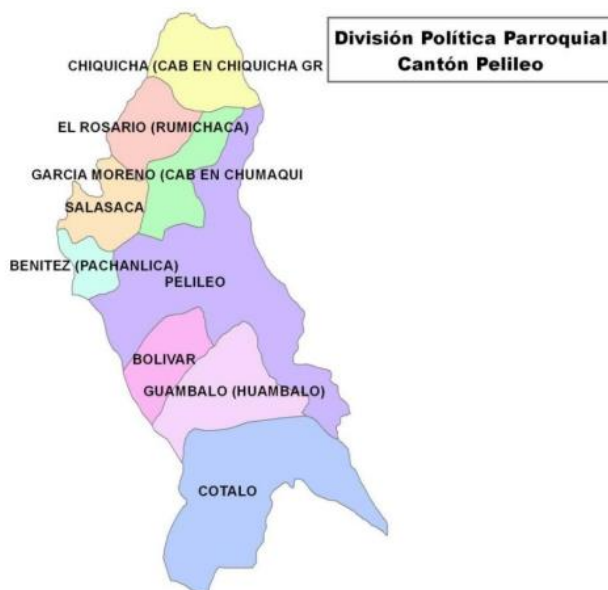 División Política Parroquial
Cantón Pelileo
CHIQUICHA (CAB EN CHIQUICHA GR
EL ROSARIO (RUMICHACA)
GARCIA MORENO (CAB EN CHUMAQUI
SALASACA
BENITEZ (PACHANLICA)
PELILEO
BOLIVAR
GUAMBALO (HUAMBALO)
COTALO